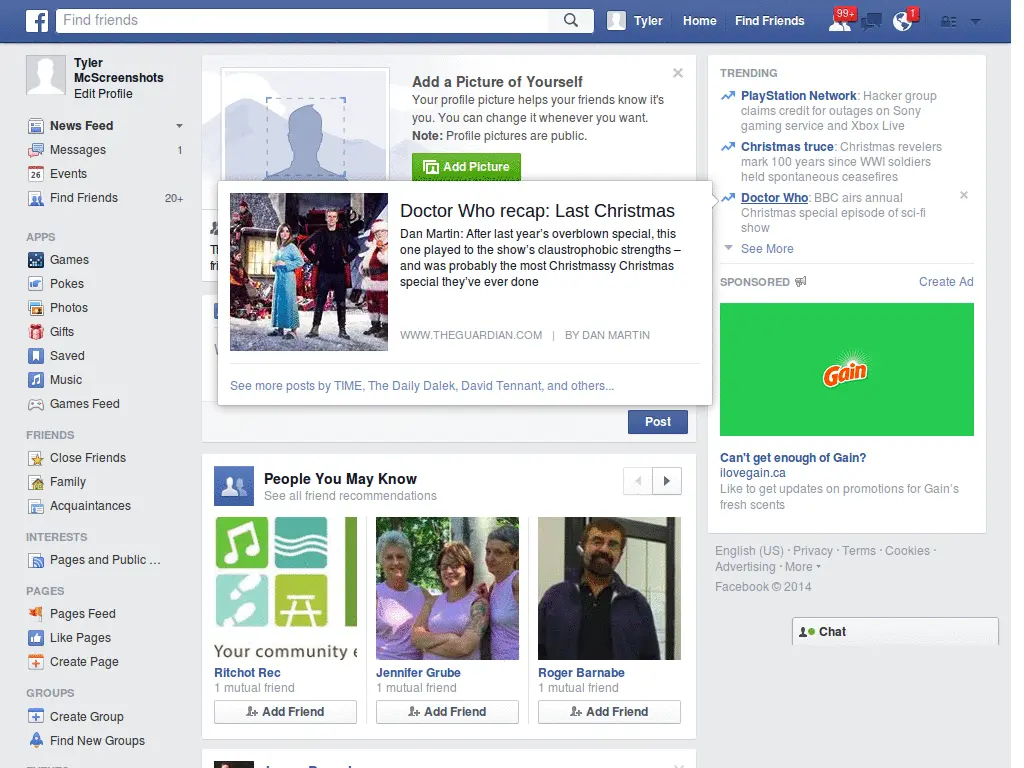 Find friends
Tyler
Home
Find Friends
99+
1
Tyler
McScreenshots
Edit Profile
News Feed
Messages 1
26 Events
Find Friends 20+
APPS
Games
Pokes
Photos
Gifts
Saved
Music
Games Feed
FRIENDS
Close Friends
Family
Acquaintances
INTERESTS
Pages and Public ...
PAGES
Pages Feed
Like Pages
Create Page
GROUPS
Create Group
Find New Groups
Add a Picture of Yourself
Your profile picture helps your friends know it's
you. You can change it whenever you want.
Note: Profile pictures are public.
Add Picture
Doctor Who recap: Last Christmas
Dan Martin: After last year's overblown special, this
one played to the show's claustrophobic strengths –
and was probably the most Christmassy Christmas
special they've ever done
WWW.THEGUARDIAN.COM | BY DAN MARTIN
See more posts by TIME, The Daily Dalek, David Tennant, and others...
Post
People You May Know
See all friend recommendations
Your community e
Ritchot Rec
1 mutual friend
Add Friend
Jennifer Grube
1 mutual friend
Add Friend
Roger Barnabe
1 mutual friend
Add Friend
TRENDING
PlayStation Network: Hacker group
claims credit for outages on Sony
gaming service and Xbox Live
Christmas truce: Christmas revelers
mark 100 years since WWI soldiers
held spontaneous ceasefires
Doctor Who: BBC airs annual
Christmas special episode of sci-fi
show
See More
SPONSORED
Create Ad
Gain
Can't get enough of Gain?
ilovegain.ca
Like to get updates on promotions for Gain's
fresh scents
English (US) · Privacy · Terms · Cookies ·
Advertising · More
Facebook © 2014
Chat